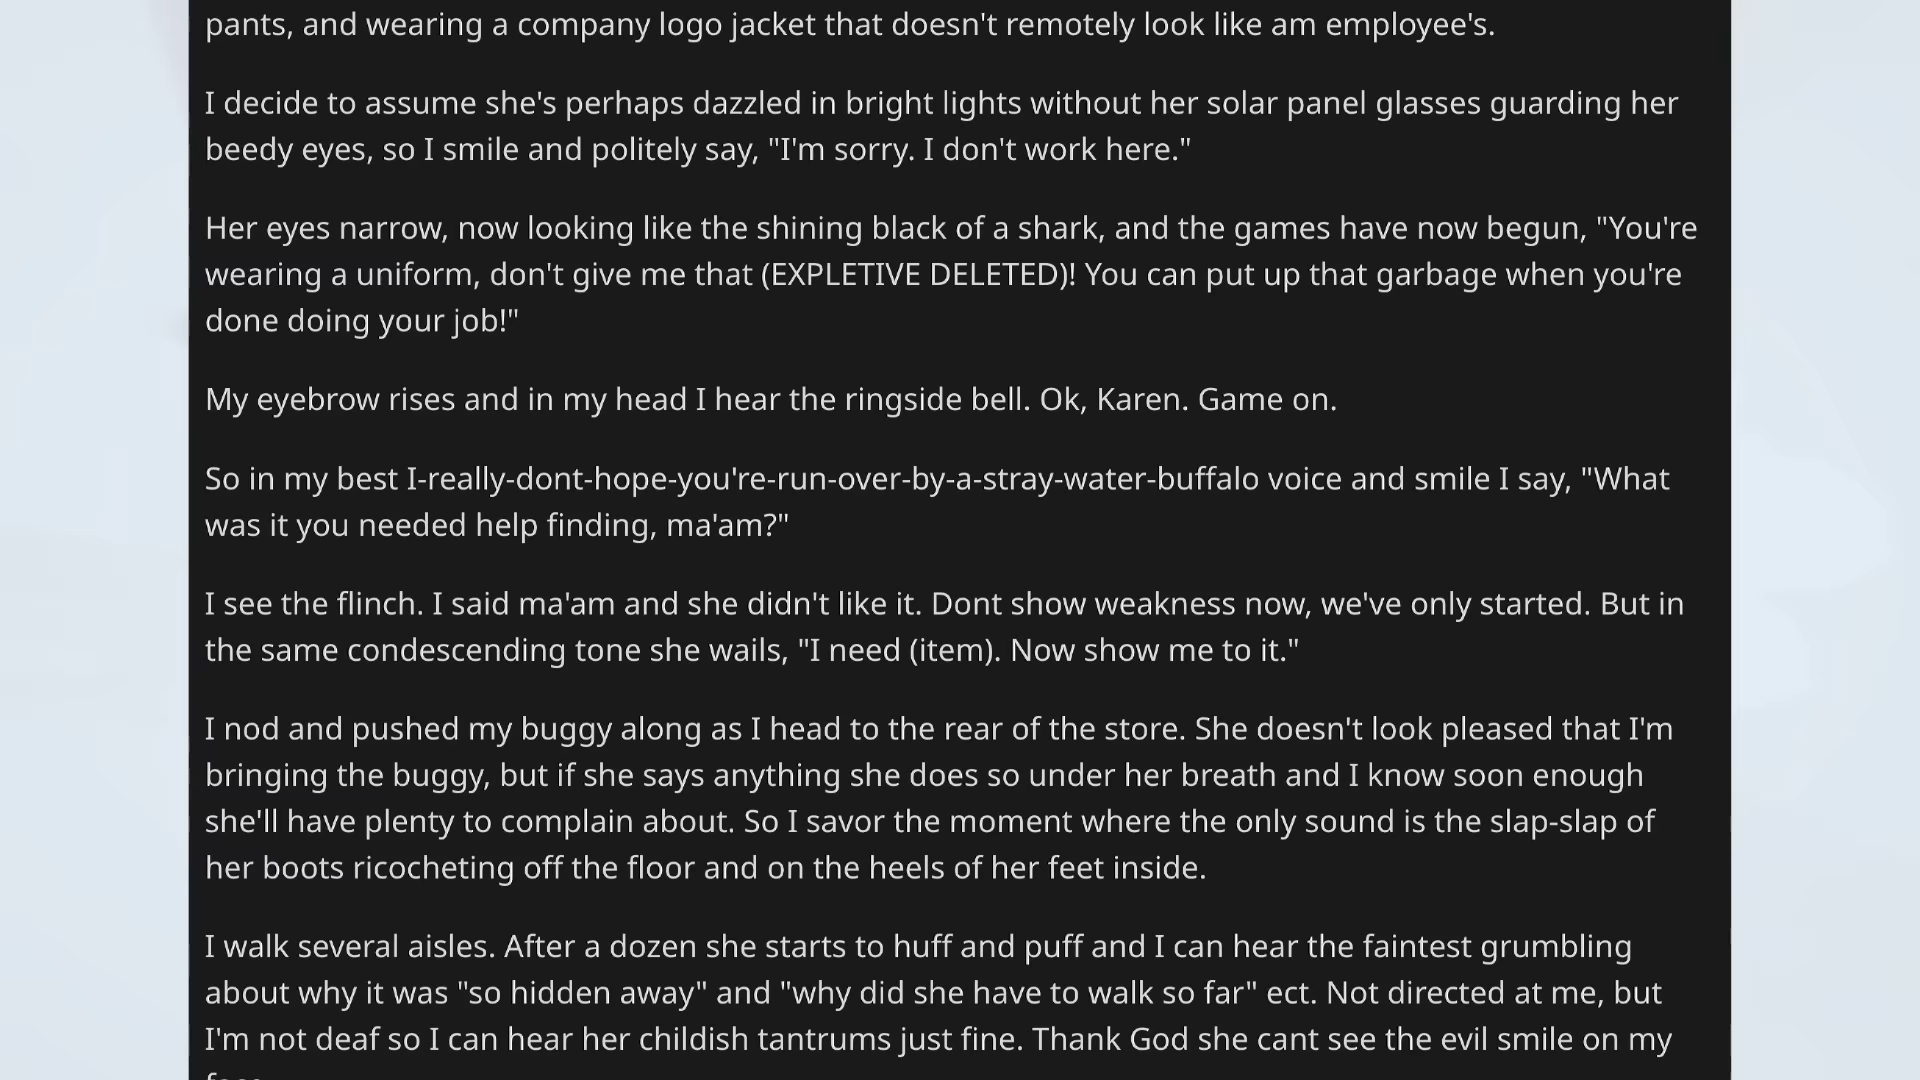 pants, and wearing a company logo jacket that doesn't remotely look like am employee's.
I decide to assume she's perhaps dazzled in bright lights without her solar panel glasses guarding her
beedy eyes, so I smile and politely say, "I'm sorry. I don't work here."
Her eyes narrow, now looking like the shining black of a shark, and the games have now begun, "You're
wearing a uniform, don't give me that (EXPLETIVE DELETED)! You can put up that garbage when you're
done doing your job!"
My eyebrow rises and in my head I hear the ringside bell. Ok, Karen. Game on.
So in my best I-really-dont-hope-you're-run-over-by-a-stray-water-buffalo voice and smile I say, "What
was it you needed help finding, ma'am?"
I see the flinch. I said ma'am and she didn't like it. Dont show weakness now, we've only started. But in
the same condescending tone she wails, "I need (item). Now show me to it."
I nod and pushed my buggy along as I head to the rear of the store. She doesn't look pleased that I'm
bringing the buggy, but if she says anything she does so under her breath and I know soon enough
she'll have plenty to complain about. So I savor the moment where the only sound is the slap-slap of
her boots ricocheting off the floor and on the heels of her feet inside.
I walk several aisles. After a dozen she starts to huff and puff and I can hear the faintest grumbling
about why it was "so hidden away" and "why did she have to walk so far" ect. Not directed at me, but
I'm not deaf so I can hear her childish tantrums just fine. Thank God she cant see the evil smile on my